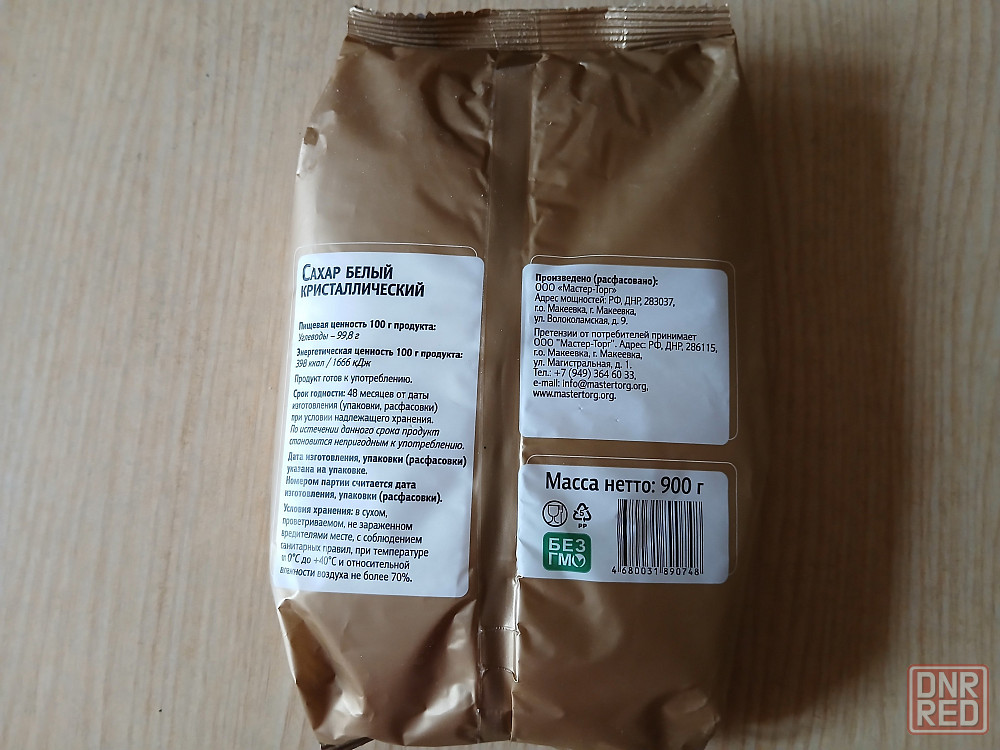 Сахар белый
кристаллический
Пищевая ценность 100 г продукта:
Углеводы – 99,8 г
Энергетическая ценность 100 г продукта:
398 ккал / 1666 кДж
Продукт готов к употреблению.
Срок годности: 48 месяцев от даты
изготовления (упаковки, расфасовки)
при условии надлежащего хранения.
По истечении данного срока продукт
становится непригодным к употреблению.
Дата изготовления, упаковки (расфасовки)
указана на упаковке.
Номером партии считается дата
изготовления, упаковки (расфасовки).
Условия хранения: в сухом,
проветриваемом, не зараженном
вредителями месте, с соблюдением
санитарных правил, при температуре
0°С до +40°С и относительной
влажности воздуха не более 70%.
Произведено (расфасовано):
ООО «Мастер-Торг»
Адрес мощностей: РФ, ДНР, 283037,
г.о. Макеевка, г. Макеевка,
ул. Волоколамская, д. 9.
Претензии от потребителей принимает
ООО "Мастер-Торг". Адрес: РФ, ДНР, 286115,
г.о. Макеевка, г. Макеевка,
ул. Магистральная, д. 1.
Тел.: +7 (949) 364 60 33,
e-mail: info@mastertorg.org,
www.mastertorg.org.
Масса нетто: 900 г
5
PP
БЕЗ
ГМО
4 680031 890748
DNR
RED